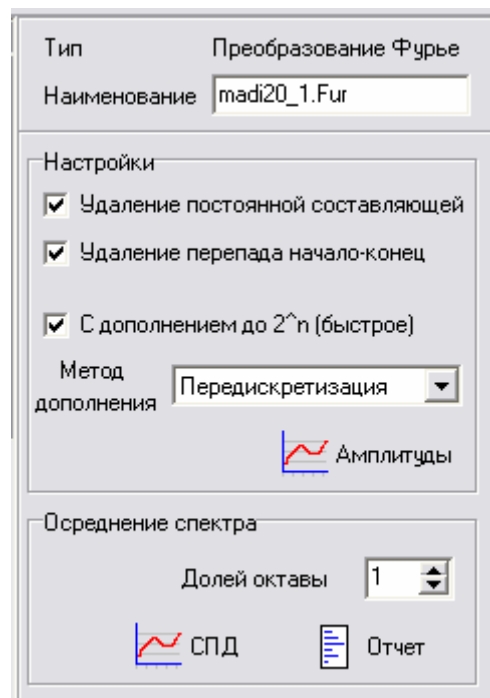 Тип Преобразование Фурье
Наименование madi20_1.Fur
Настройки
Удаление постоянной составляющей
Удаление перепада начало-конец
С дополнением до 2^n (быстрое)
Метод дополнения Передискретизация
Амплитуды
Осреднение спектра
Долей октавы 1
СПД Отчет